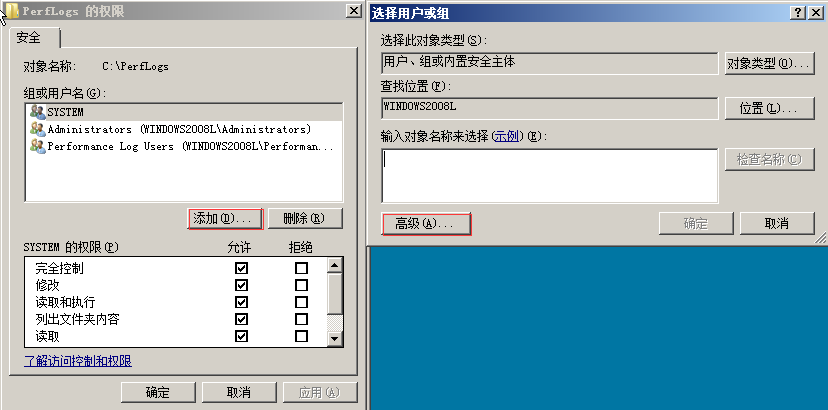 PerfLogs 的权限
安全
对象名称: C:\PerfLogs
组或用户名(G):
SYSTEM
Administrators (WINDOWS2008L\Administrators)
Performance Log Users (WINDOWS2008L\Performan...
添加(D)...
删除(R)
SYSTEM 的权限(P)
允许
拒绝
完全控制
修改
读取和执行
列出文件夹内容
读取
了解访问控制和权限
确定
取消
应用(A)
选择用户或组
选择此对象类型(S):
用户、组或内置安全主体
对象类型(O)...
查找位置(F):
WINDOWS2008L
位置(L)...
输入对象名称来选择(示例)(E):
检查名称(C)
高级(A)...
确定
取消